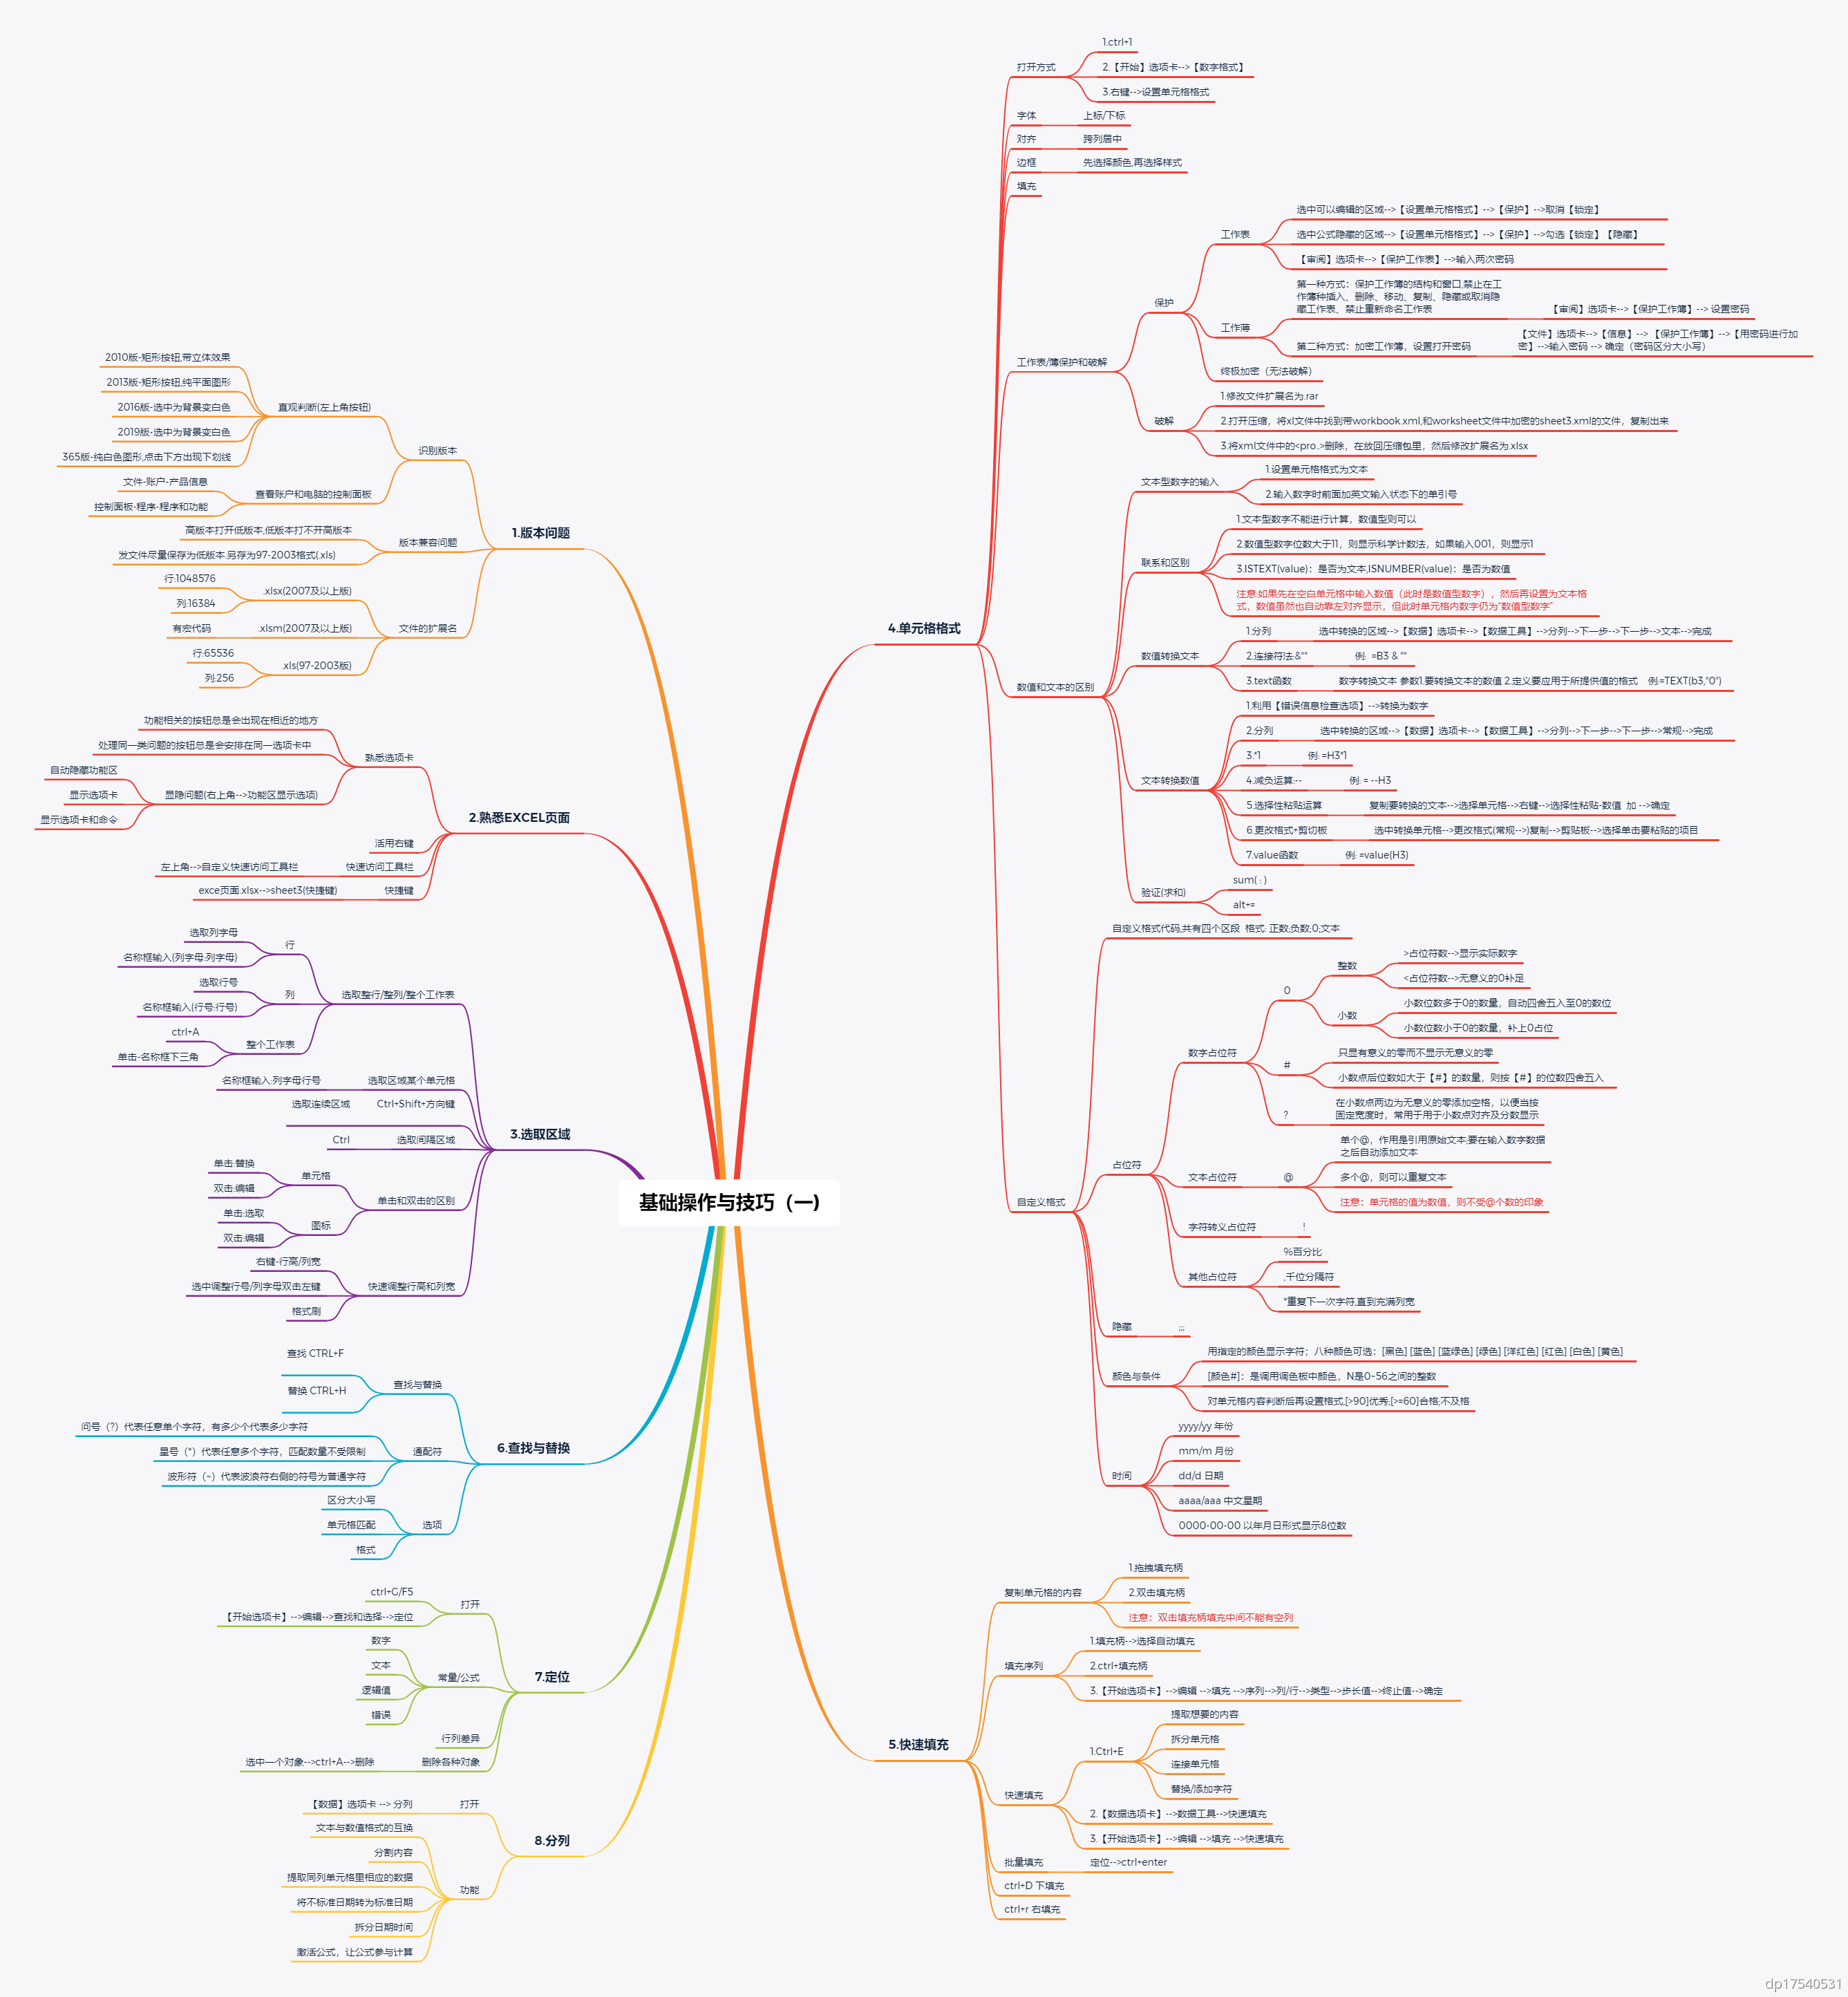 基础操作与技巧（一）
1.版本问题
识别版本
直观判断(左上角按钮)
2010版-矩形按钮,带立体效果
2013版-矩形按钮,纯平面图形
2016版-选中为背景变白色
2019版-选中为背景变白色
365版-纯白色图形,点击下方出现下划线
查看账户和电脑的控制面板
文件-账户-产品信息
控制面板-程序-程序和功能
版本兼容问题
高版本打开低版本,低版本打不开高版本
发文件尽量保存为低版本.另存为97-2003格式(.xls)
文件的扩展名
.xlsx(2007及以上版)
行:1048576
列:16384
.xlsm(2007及以上版)
有宏代码
.xls(97-2003版)
行:65536
列:256
2.熟悉EXCEL页面
熟悉选项卡
功能相关的按钮总是会出现在相近的地方
处理同一类问题的按钮总是会安排在同一选项卡中
显隐问题(右上角-->功能区显示选项)
自动隐藏功能区
显示选项卡
显示选项卡和命令
活用右键
快速访问工具栏
左上角-->自定义快速访问工具栏
快捷键
exce页面.xlsx-->sheet3(快捷键)
3.选取区域
选取整行/整列/整个工作表
行
选取列字母
名称框输入(列字母:列字母)
列
选取行号
名称框输入(行号:行号)
整个工作表
ctrl+A
单击-名称框下三角
选取区域某个单元格
名称框输入:列字母行号
Ctrl+Shift+方向键
选取连续区域
选取间隔区域
Ctrl
单击和双击的区别
单元格
单击:替换
双击:编辑
图标
单击:选取
双击:编辑
快速调整行高和列宽
右键-行高/列宽
选中调整行号/列字母双击左键
格式刷
6.查找与替换
查找与替换
查找 CTRL+F
替换 CTRL+H
通配符
问号（?）代表任意单个字符，有多少个代表多少字符
星号（*）代表任意多个字符，匹配数量不受限制
波形符（~）代表波浪符右侧的符号为普通字符
选项
区分大小写
单元格匹配
格式
7.定位
打开
ctrl+G/F5
【开始选项卡】-->编辑-->查找和选择-->定位
常量/公式
数字
文本
逻辑值
错误
行列差异
删除各种对象
选中一个对象-->ctrl+A-->删除
8.分列
打开
【数据】选项卡 --> 分列
功能
文本与数值格式的互换
分割内容
提取同列单元格里相应的数据
将不标准日期转为标准日期
拆分日期时间
激活公式，让公式参与计算
4.单元格格式
打开方式
1.ctrl+1
2.【开始】选项卡-->【数字格式】
3.右键-->设置单元格格式
字体
上标/下标
对齐
跨列居中
边框
先选择颜色,再选择样式
填充
工作表/簿保护和破解
保护
工作表
选中可以编辑的区域-->【设置单元格格式】-->【保护】-->取消【锁定】
选中公式隐藏的区域-->【设置单元格格式】-->【保护】-->勾选【锁定】【隐藏】
【审阅】选项卡-->【保护工作表】-->输入两次密码
工作薄
第一种方式：保护工作簿的结构和窗口,禁止在工
作簿种插入、删除、移动、复制、隐藏或取消隐
藏工作表、禁止重新命名工作表
【审阅】选项卡-->【保护工作簿】--> 设置密码
第二种方式：加密工作簿，设置打开密码
【文件】选项卡-->【信息】-->【保护工作簿】-->【用密码进行加
密】-->输入密码 --> 确定（密码区分大小写）
终极加密（无法破解）
破解
1.修改文件扩展名为.rar
2.打开压缩，将xl文件中找到带workbook.xml,和worksheet文件中加密的sheet3.xml的文件，复制出来
3.将xml文件中的<pro..>删除，在放回压缩包里，然后修改扩展名为.xlsx
数值和文本的区别
文本型数字的输入
1.设置单元格格式为文本
2.输入数字时前面加英文输入状态下的单引号
联系和区别
1.文本型数字不能进行计算，数值型则可以
2.数值型数字位数大于11，则显示科学计数法，如果输入001，则显示1
3.ISTEXT(value)：是否为文本,ISNUMBER(value)：是否为数值
注意:如果先在空白单元格中输入数值（此时是数值型数字），然后再设置为文本格
式，数值虽然也自动靠左对齐显示，但此时单元格内数字仍为"数值型数字"
数值转换文本
1.分列
选中转换的区域-->【数据】选项卡-->【数据工具】-->分列-->下一步-->下一步-->文本-->完成
2.连接符法:&""
例: =B3 & ""
3.text函数
数字转换文本 参数1.要转换文本的数值 2.定义要应用于所提供值的格式 例:=TEXT(b3,"0")
文本转换数值
1.利用【错误信息检查选项】-->转换为数字
2.分列
选中转换的区域-->【数据】选项卡-->【数据工具】-->分列-->下一步-->下一步-->常规-->完成
3.*1
例: =H3*1
4.减负运算:--
例: = --H3
5.选择性粘贴运算
复制要转换的文本-->选择单元格-->右键-->选择性粘贴-数值 加 -->确定
6.更改格式+剪切板
选中转换单元格-->更改格式(常规-->)复制-->剪贴板-->选择单击要粘贴的项目
7.value函数
例: =value(H3)
验证(求和)
sum( : )
alt+=
自定义格式
自定义格式代码,共有四个区段 格式: 正数;负数;0;文本
占位符
数字占位符
0
整数
>占位符数-->显示实际数字
<占位符数-->无意义的0补足
小数
小数位数多于0的数量，自动四舍五入至0的数位
小数位数小于0的数量，补上0占位
#
只显有意义的零而不显示无意义的零
小数点后位数如大于【#】的数量，则按【#】的位数四舍五入
?
在小数点两边为无意义的零添加空格，以便当按
固定宽度时，常用于用于小数点对齐及分数显示
文本占位符
@
单个@，作用是引用原始文本,要在输入数字数据
之后自动添加文本
多个@，则可以重复文本
注意：单元格的值为数值，则不受@个数的印象
字符转义占位符
!
其他占位符
%百分比
,千位分隔符
*重复下一次字符,直到充满列宽
隐藏
;;;
颜色与条件
用指定的颜色显示字符；八种颜色可选：[黑色] [蓝色] [蓝绿色] [绿色] [洋红色] [红色] [白色] [黄色]
[颜色#]：是调用调色板中颜色，N是0~56之间的整数
对单元格内容判断后再设置格式,[>90]优秀;[>=60]合格;不及格
时间
yyyy/yy 年份
mm/m 月份
dd/d 日期
aaaa/aaa 中文星期
0000-00-00 以年月日形式显示8位数
5.快速填充
复制单元格的内容
1.拖拽填充柄
2.双击填充柄
注意：双击填充柄填充中间不能有空列
填充序列
1.填充柄-->选择自动填充
2.ctrl+填充柄
3.【开始选项卡】-->编辑 -->填充 -->序列-->列/行-->类型-->步长值-->终止值-->确定
快速填充
1.Ctrl+E
提取想要的内容
拆分单元格
连接单元格
替换/添加字符
2.【数据选项卡】-->数据工具-->快速填充
3.【开始选项卡】-->编辑 -->填充 -->快速填充
批量填充
定位-->ctrl+enter
ctrl+D 下填充
ctrl+r 右填充
dp17540531